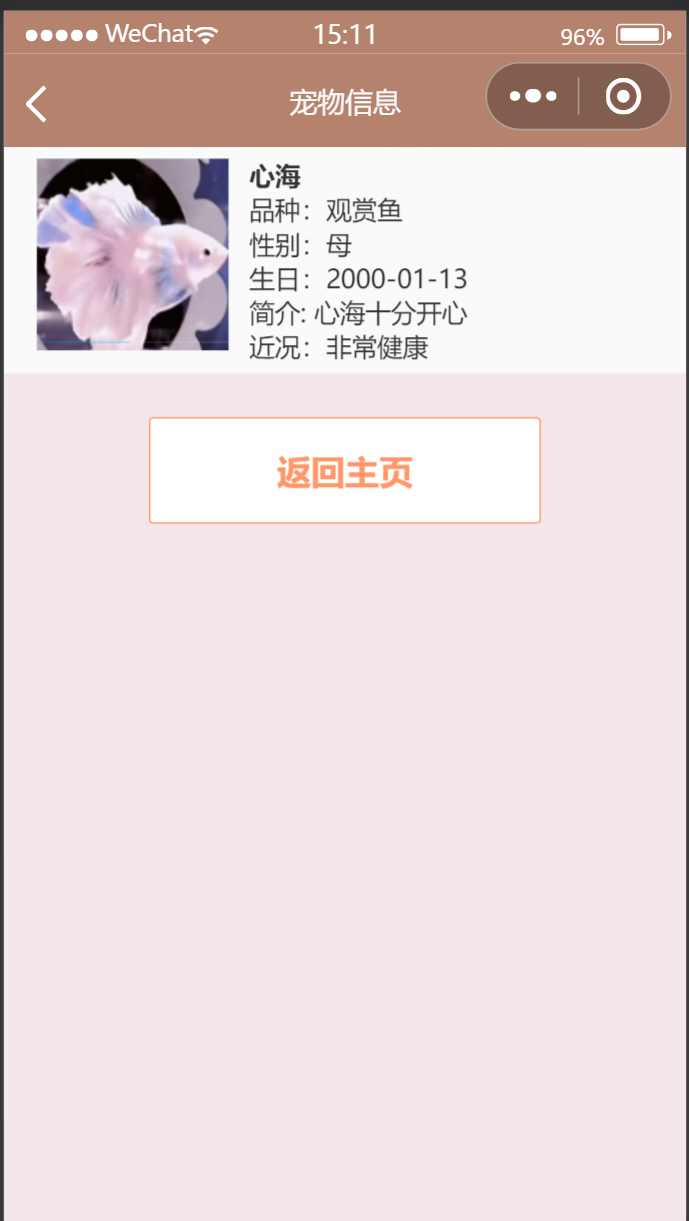 WeChat 15:11 96%
宠物信息
心海
品种：观赏鱼
性别：母
生日：2000-01-13
简介: 心海十分开心
近况：非常健康
返回主页